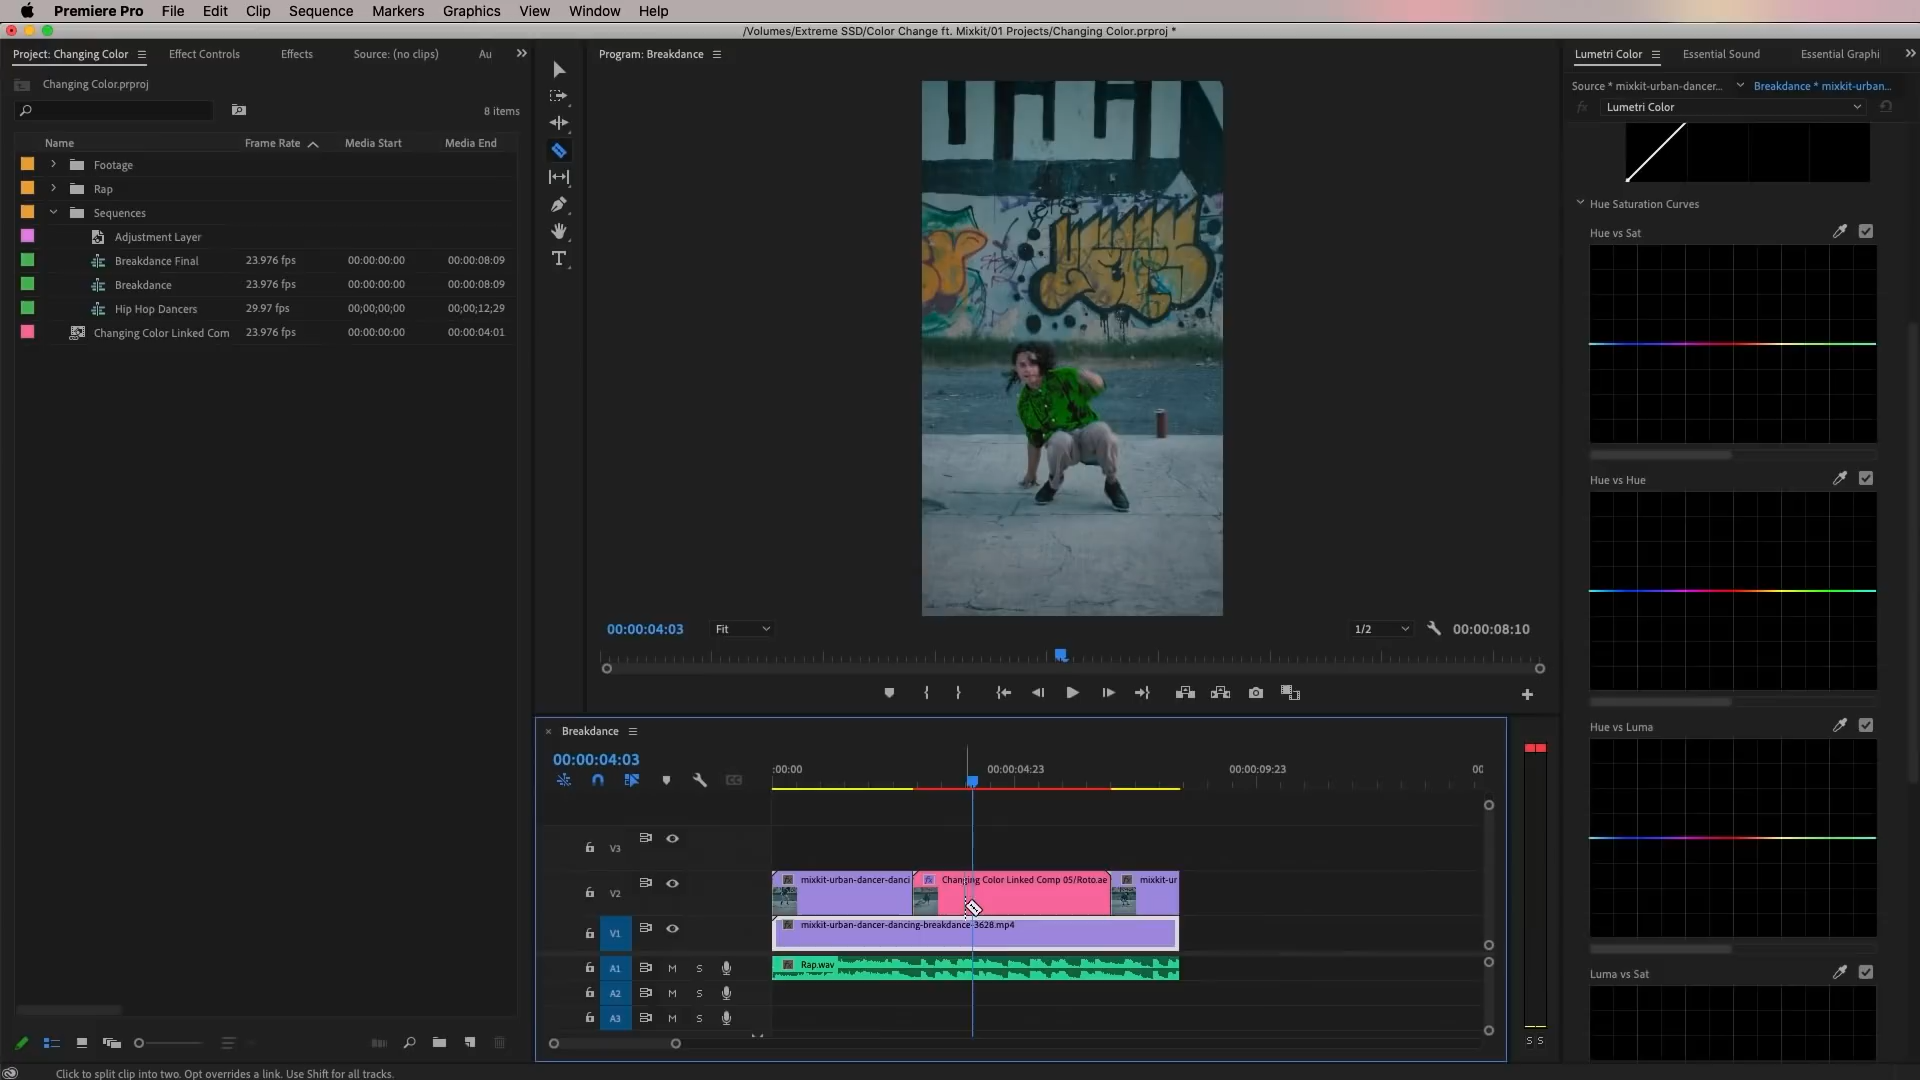 Premiere Pro File Edit Clip Sequence Markers Graphics View Window Help
/Volumes/Extreme SSD/Color Change ft. Mixkit/01 Projects/Changing Color.prproj *
Project: Changing Color
Effect Controls
Effects
Source: (no clips)
Au
Changing Color.prproj
8 items
Name Frame Rate Media Start Media End
Footage
Rap
Sequences
Adjustment Layer
Breakdance Final 23.976 fps 00:00:00:00 00:00:08:09
Breakdance 23.976 fps 00:00:00:00 00:00:08:09
Hip Hop Dancers 29.97 fps 00;00;00;00 00;00;12;29
Changing Color Linked Com 23.976 fps 00:00:00:00 00:00:04:01
Program: Breakdance
00:00:04:03
Fit
1/2
00:00:08:10
Lumetri Color
Essential Sound
Essential Graphi
Source * mixkit-urban-dancer...
Breakdance * mixkit-urban...
fx Lumetri Color
Hue Saturation Curves
Hue vs Sat
Hue vs Hue
Hue vs Luma
Luma vs Sat
× Breakdance
00:00:04:03
:00:00
00:00:04:23
00:00:09:23
00
V3
V2
mixkit-urban-dancer-danci
Changing Color Linked Comp 05/Roto.ae
mixkit-ur
V1
mixkit-urban-dancer-dancing-breakdance-3628.mp4
A1 M S
Rap.wav
A2 M S
A3 M S
S S
Click to split clip into two. Opt overrides a link. Use Shift for all tracks.